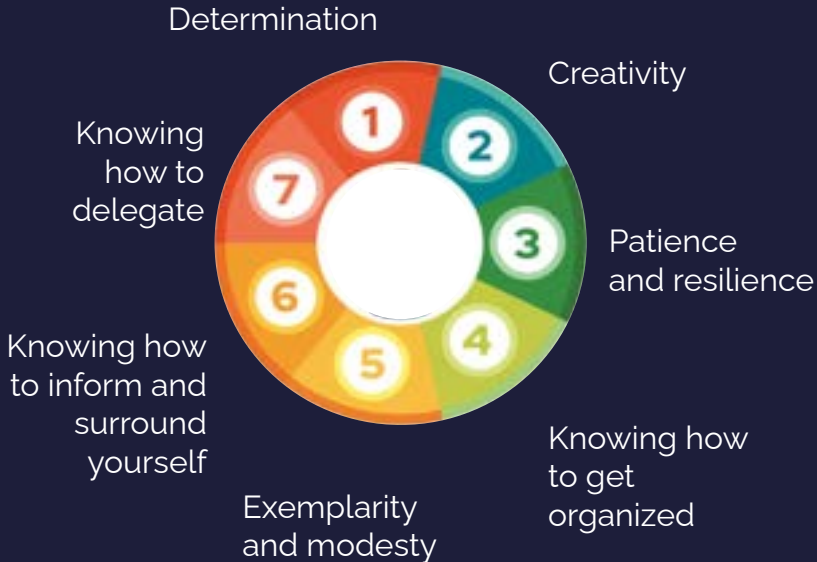 Determination
1
Creativity
2
Patience
and resilience
3
Knowing how
to get
organized
4
Exemplarity
and modesty
5
Knowing how
to inform and
surround
yourself
6
Knowing
how to
delegate
7